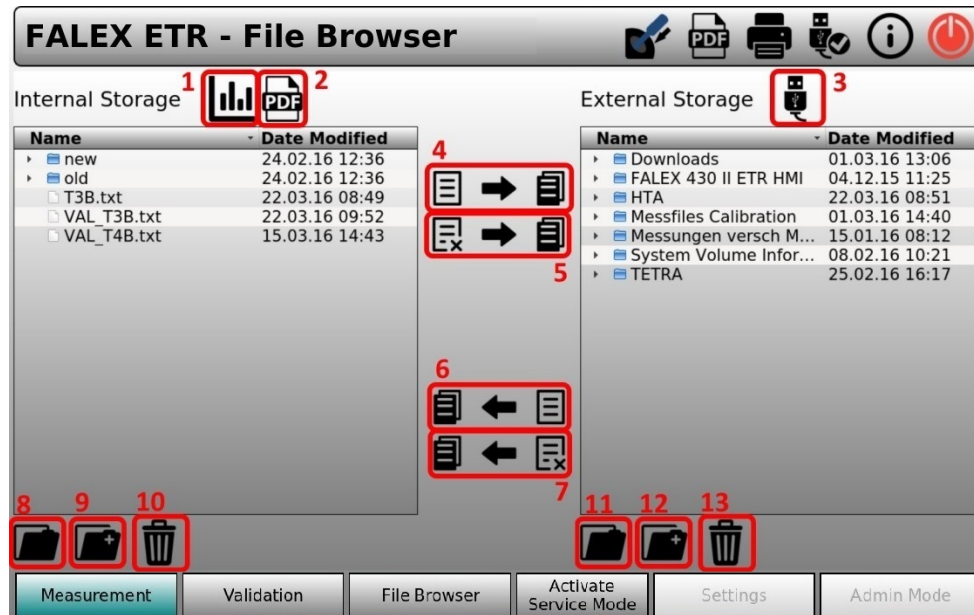 FALEX ETR - File Browser
PDF
1
2
3
Internal Storage
PDF
External Storage
Name Date Modified
new 24.02.16 12:36
old 24.02.16 12:36
T3B.txt 22.03.16 08:49
VAL_T3B.txt 22.03.16 09:52
VAL_T4B.txt 15.03.16 14:43
4
5
6
7
Name Date Modified
Downloads 01.03.16 13:06
FALEX 430 II ETR HMI 04.12.15 11:25
HTA 22.03.16 08:51
Messfiles Calibration 01.03.16 14:40
Messungen versch M... 15.01.16 08:12
System Volume Infor... 08.02.16 10:21
TETRA 25.02.16 16:17
8 9 10
11 12 13
Measurement
Validation
File Browser
Activate
Service Mode
Settings
Admin Mode